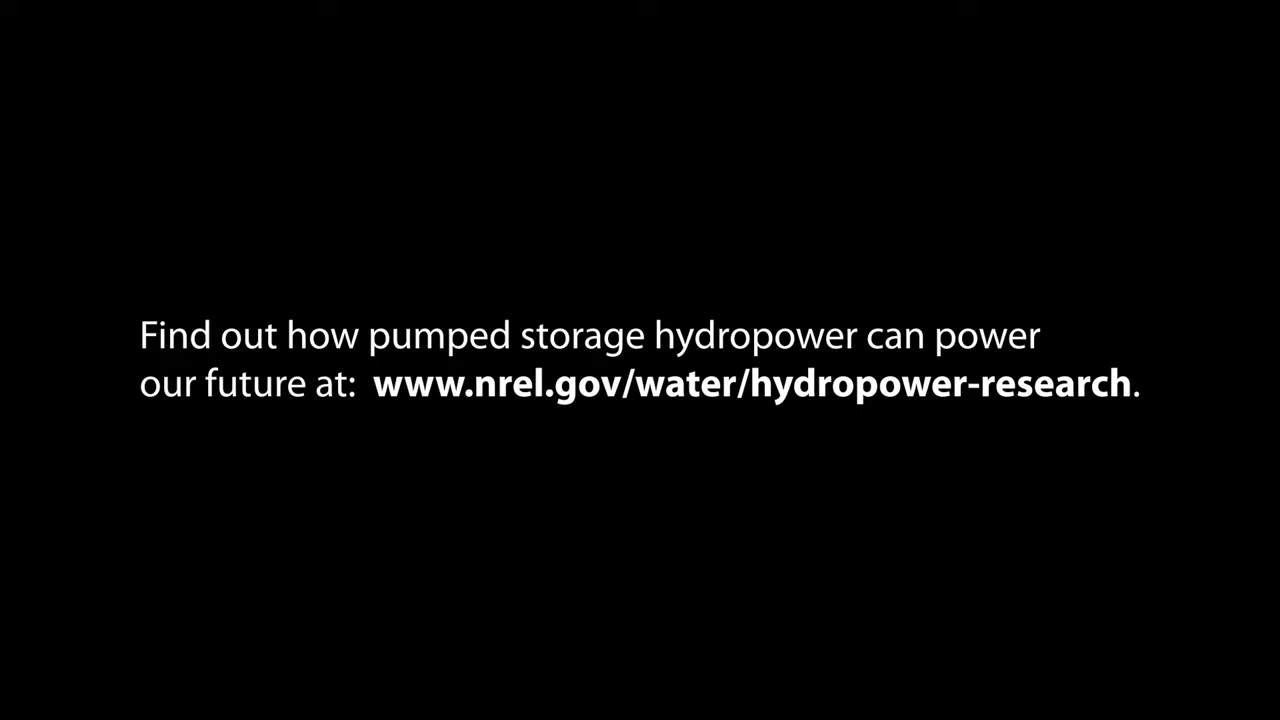 Find out how pumped storage hydropower can power
our future at: www.nrel.gov/water/hydropower-research.